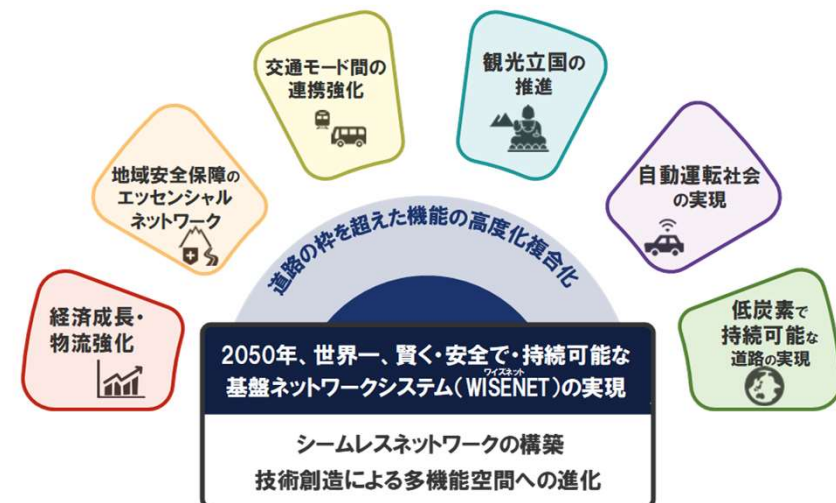 経済成長・
物流強化
地域安全保障の
エッセンシャル
ネットワーク
交通モード間の
連携強化
観光立国の
推進
自動運転社会
の実現
低炭素で
持続可能な
道路の実現
道路の枠を超えた機能の高度化複合化
2050年、世界一、賢く・安全で・持続可能な
ワイズネット
基盤ネットワークシステム(WISENET)の実現
シームレスネットワークの構築
技術創造による多機能空間への進化